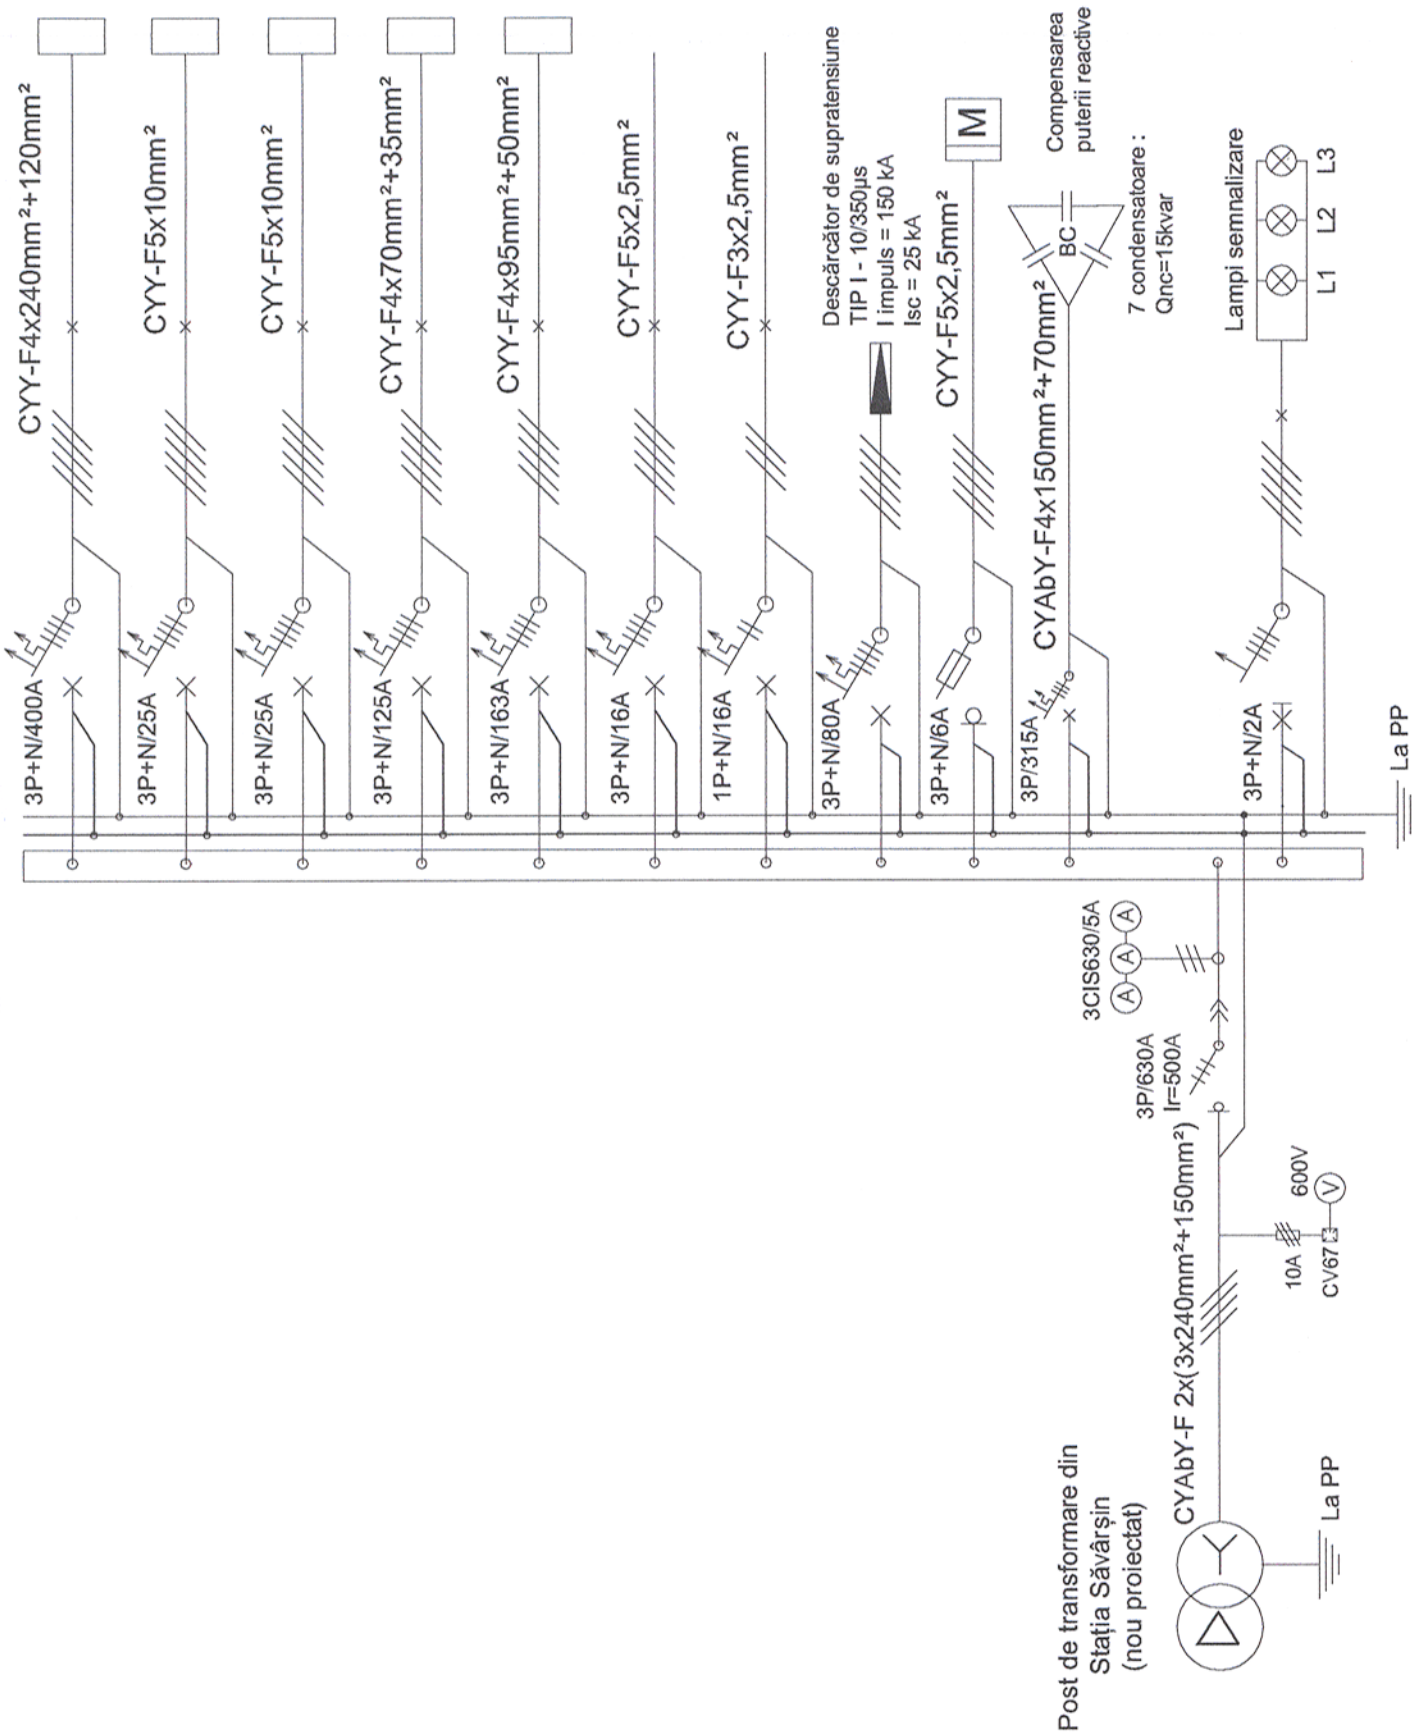 CYY-F4x240mm²+120mm²
3P+N/400A
CYY-F5x10mm²
3P+N/25A
CYY-F5x10mm²
3P+N/25A
CYY-F4x70mm²+35mm²
3P+N/125A
CYY-F4x95mm²+50mm²
3P+N/163A
CYY-F5x2,5mm²
3P+N/16A
CYY-F3x2,5mm²
1P+N/16A
Descărcător de supratensiune
TIP I - 10/350µs
I impuls = 150 kA
Isc = 25 kA
3P+N/80A
CYY-F5x2,5mm²
M
3P+N/6A
CYAbY-F4x150mm²+70mm²
3P/315A
BC
Compensarea
puterii reactive
7 condensatoare :
Qnc=15kvar
Lampi semnalizare
L1 L2 L3
3P+N/2A
La PP
3CIS630/5A
A A A
3P/630A
Ir=500A
CYAbY-F 2x(3x240mm²+150mm²)
10A
600V
CV67
V
Post de transformare din
Stația Săvârșin
(nou proiectat)
La PP